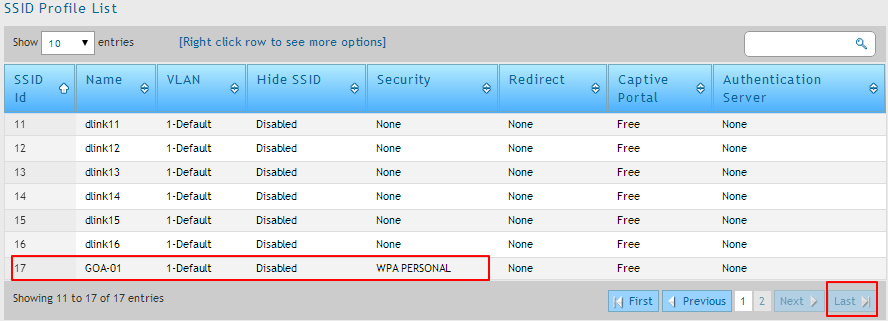 SSID Profile List
Show 10 entries [Right click row to see more options]
SSID Id Name VLAN Hide SSID Security Redirect Captive Portal Authentication Server
11 dlink11 1-Default Disabled None None Free None
12 dlink12 1-Default Disabled None None Free None
13 dlink13 1-Default Disabled None None Free None
14 dlink14 1-Default Disabled None None Free None
15 dlink15 1-Default Disabled None None Free None
16 dlink16 1-Default Disabled None None Free None
17 GOA-01 1-Default Disabled WPA PERSONAL None Free None
Showing 11 to 17 of 17 entries First Previous 1 2 Next Last